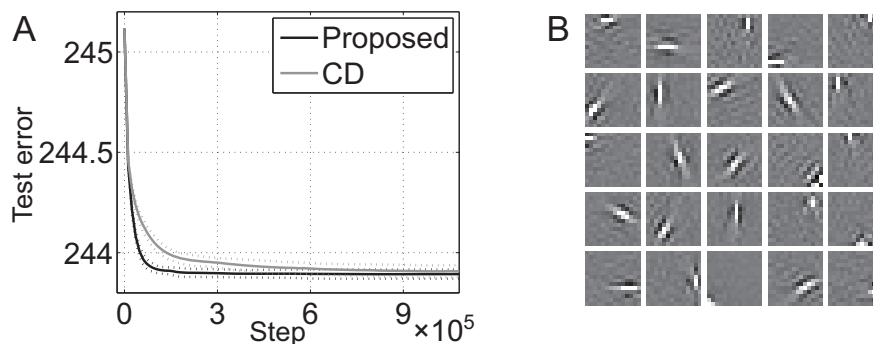 A
B
Proposed
CD
245
244.5
244
Test error
0
3
6
9
×10⁵
Step